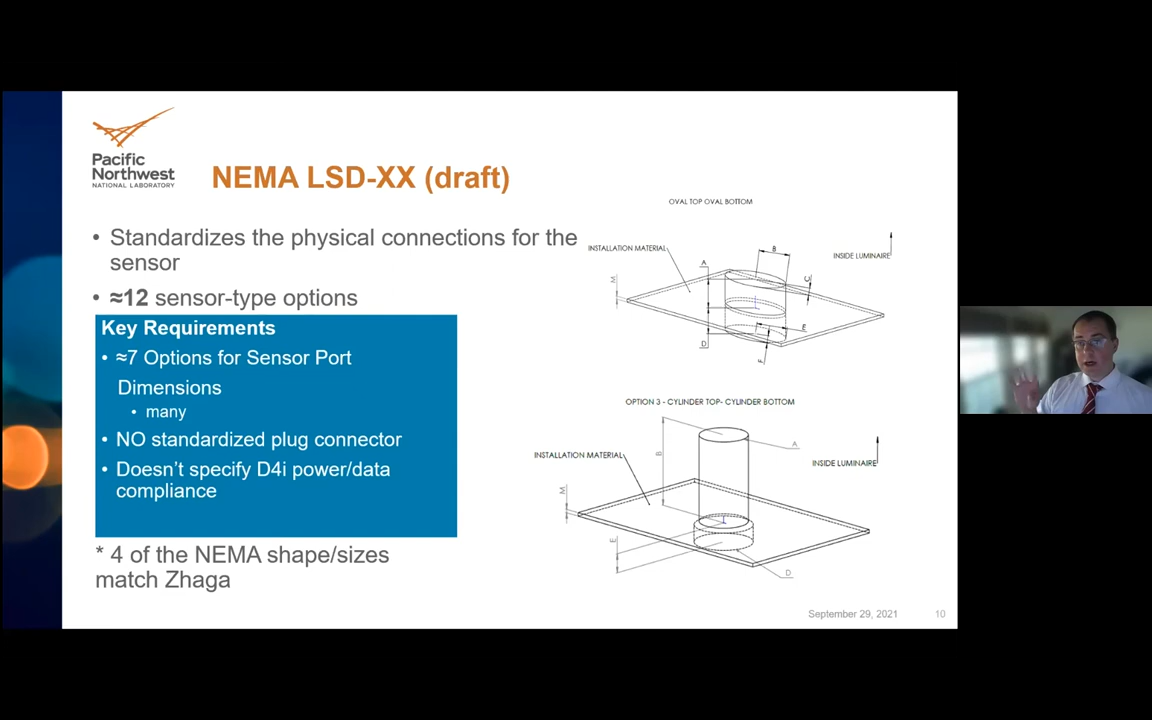 Pacific
Northwest
NATIONAL LABORATORY
NEMA LSD-XX (draft)
• Standardizes the physical connections for the
sensor
• ≈12 sensor-type options
Key Requirements
• ≈7 Options for Sensor Port
Dimensions
• many
• NO standardized plug connector
• Doesn't specify D4i power/data
compliance
* 4 of the NEMA shape/sizes
match Zhaga
OVAL TOP OVAL BOTTOM
INSTALLATION MATERIAL
INSIDE LUMINAIRE
A
B
C
D
E
F
M
OPTION 3 - CYLINDER TOP- CYLINDER BOTTOM
INSTALLATION MATERIAL
INSIDE LUMINAIRE
A
B
M
E
D
September 29, 2021
10